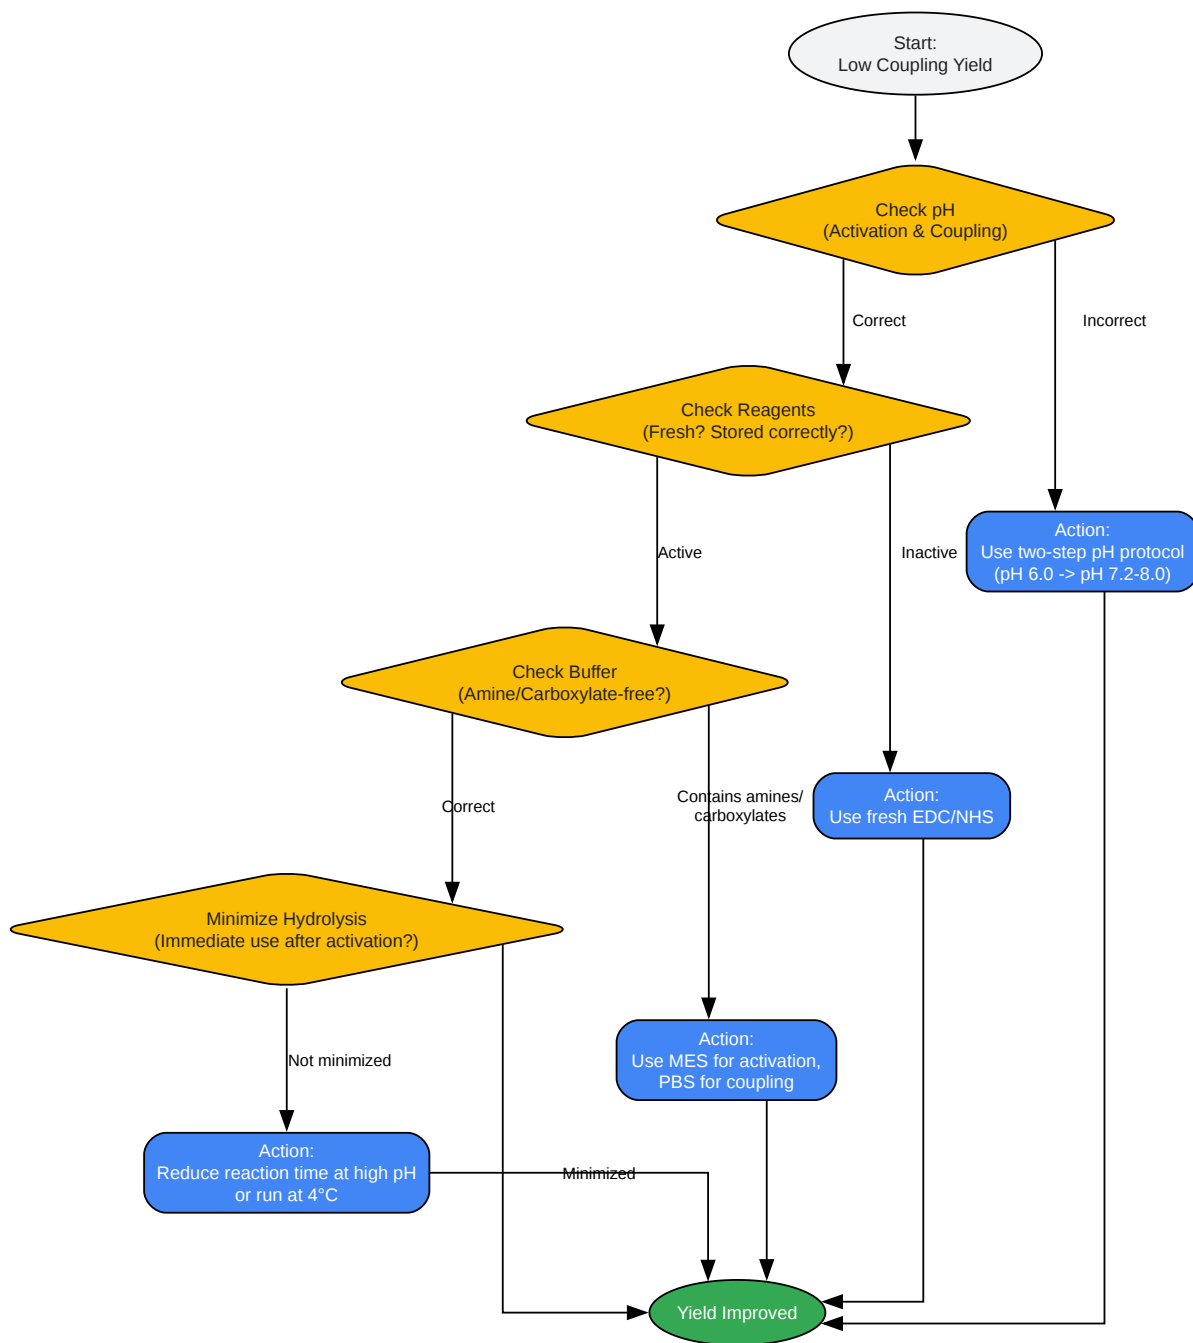 Start:
Low Coupling Yield
Check pH
(Activation & Coupling)
Correct
Incorrect
Check Reagents
(Fresh? Stored correctly?)
Active
Inactive
Action:
Use two-step pH protocol
(pH 6.0 -> pH 7.2-8.0)
Check Buffer
(Amine/Carboxylate-free?)
Correct
Contains amines/
carboxylates
Action:
Use fresh EDC/NHS
Minimize Hydrolysis
(Immediate use after activation?)
Not minimized
Action:
Use MES for activation,
PBS for coupling
Action:
Reduce reaction time at high pH
or run at 4°C
Minimized
Yield Improved